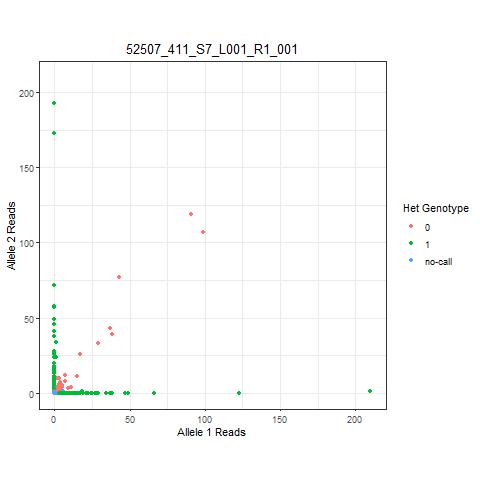 52507_411_S7_L001_R1_001
Allele 2 Reads
200
150
100
50
0
0 50 100 150 200
Allele 1 Reads
Het Genotype
0
1
no-call